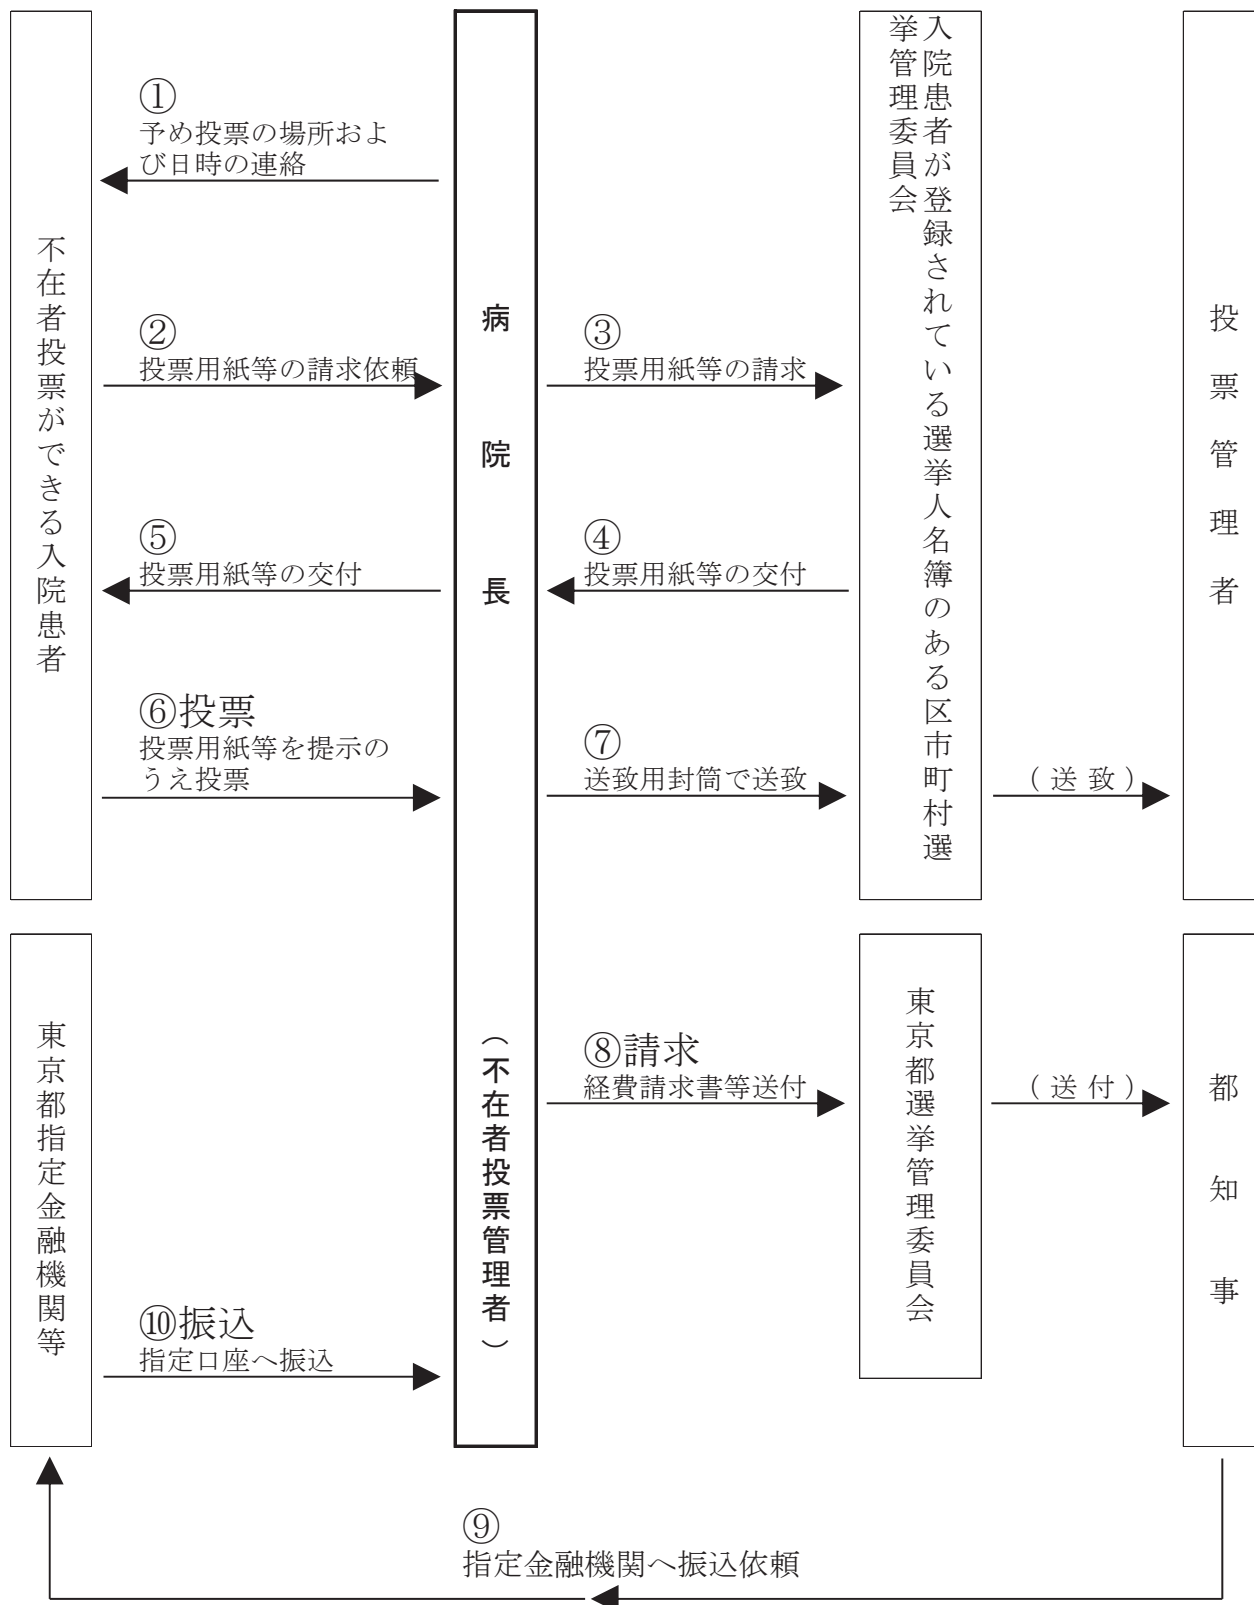 不在者投票ができる入院患者
①
予め投票の場所およ
び日時の連絡
②
投票用紙等の請求依頼
⑤
投票用紙等の交付
⑥投票
投票用紙等を提示の
うえ投票
病院長
(不在者投票管理者)
③
投票用紙等の請求
④
投票用紙等の交付
⑦
送致用封筒で送致
入院患者が登録されている選挙人名簿のある区市町村選
挙管理委員会
(送致)
投票管理者
東京都指定金融機関等
⑧請求
経費請求書等送付
東京都選挙管理委員会
(送付)
都知事
⑩振込
指定口座へ振込
⑨
指定金融機関へ振込依頼